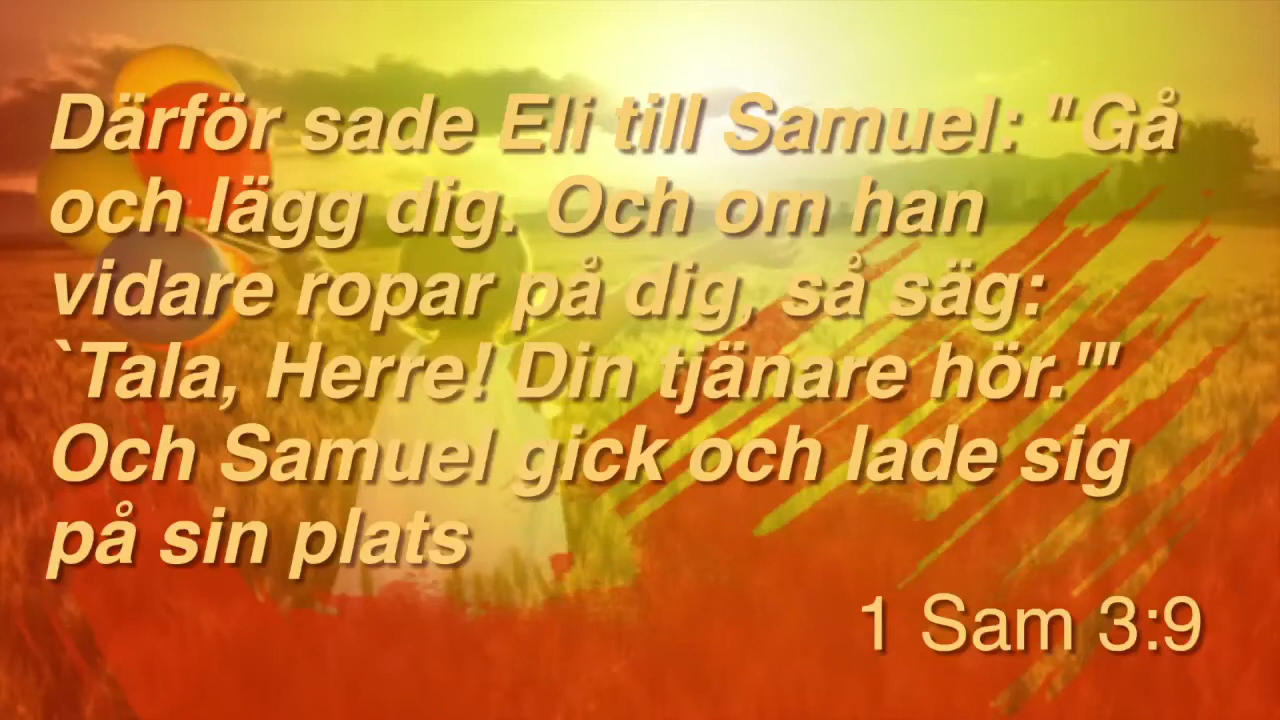 Därför sade Eli till Samuel: "Gå
och lägg dig. Och om han
vidare ropar på dig, så säg:
`Tala, Herre! Din tjänare hör.'"
Och Samuel gick och lade sig
på sin plats
1 Sam 3:9